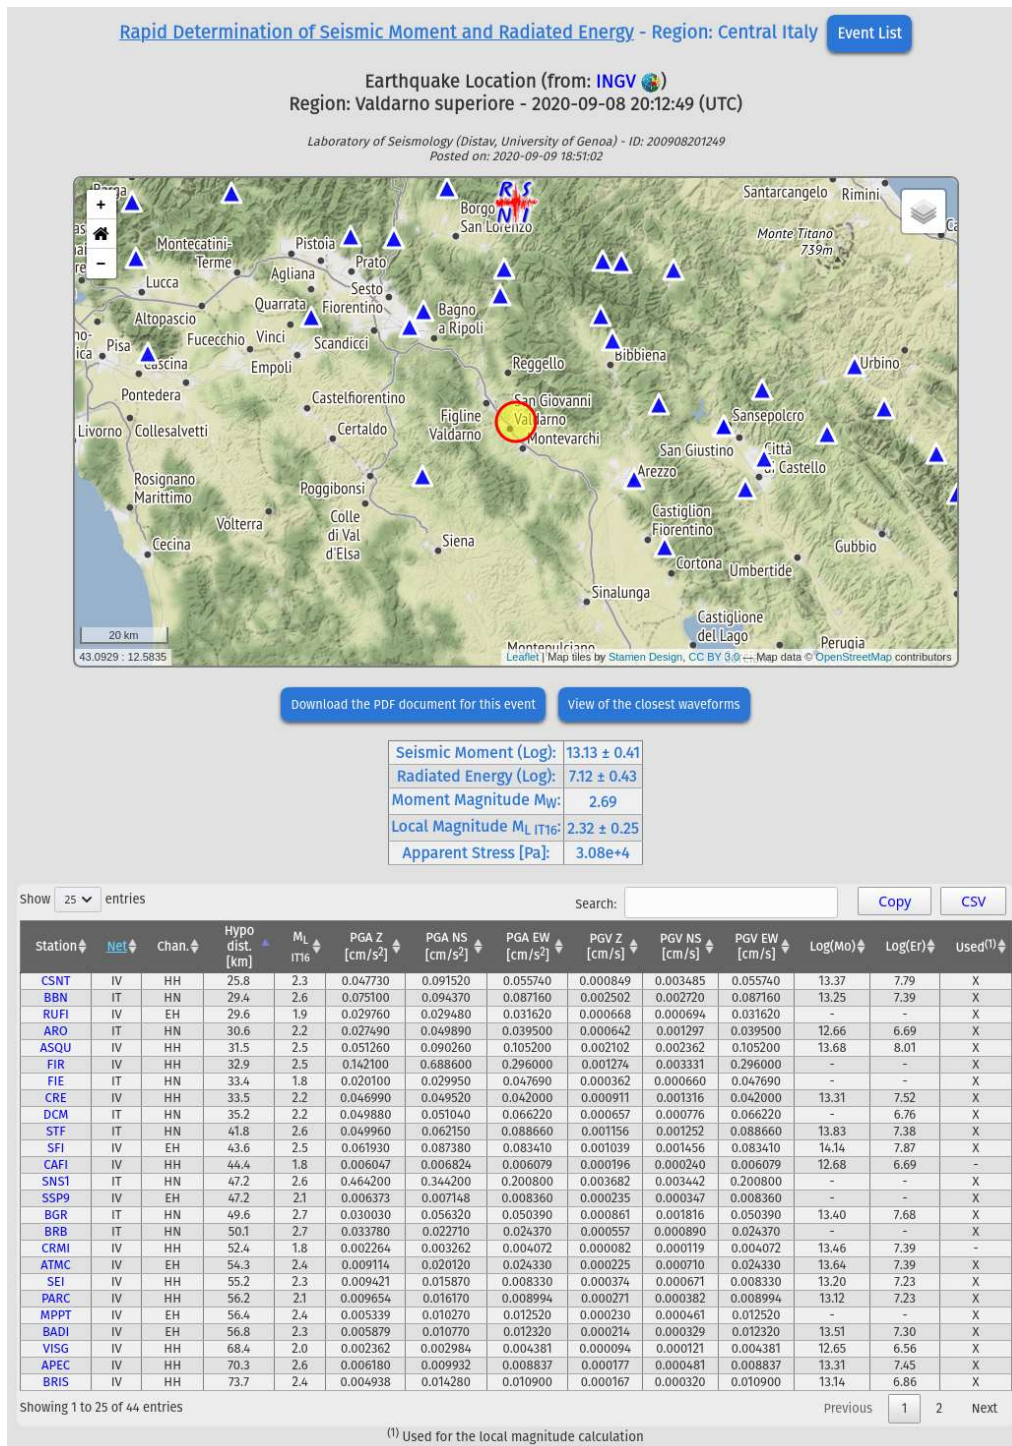 Rapid Determination of Seismic Moment and Radiated Energy - Region: Central Italy Event List
Earthquake Location (from: INGV )
Region: Valdarno superiore - 2020-09-08 20:12:49 (UTC)
Laboratory of Seismology (Distav, University of Genoa) - ID: 200908201249
Posted on: 2020-09-09 18:51:02
+
−
R S
N I
Borgo
San Lorenzo
Santarcangelo Rimini
Monte Titano
739m
Montecatini-
Terme
Pistoia
Prato
Agliana
Lucca
Sesto
Fiorentino
Quarrata
Altopascio
Bagno
a Ripoli
Fucecchio Vinci
Scandicci
Pisa
Cascina
Empoli
Reggello
Bibbiena
Urbino
Pontedera
Castelfiorentino
San Giovanni
Valdarno
Figline
Valdarno
Sansepolcro
Livorno Collesalvetti
Certaldo
Montevarchi
San Giustino
Città
di Castello
Arezzo
Rosignano
Marittimo
Poggibonsi
Volterra
Colle
di Val
d'Elsa
Castiglion
Fiorentino
Cecina
Siena
Gubbio
Cortona Umbertide
Sinalunga
Castiglione
del Lago
Perugia
Montepulciano
20 km
43.0929 : 12.5835
Leaflet | Map tiles by Stamen Design, CC BY 3.0 — Map data © OpenStreetMap contributors
Download the PDF document for this event View of the closest waveforms
Seismic Moment (Log): 13.13 ± 0.41
Radiated Energy (Log): 7.12 ± 0.43
Moment Magnitude MW: 2.69
Local Magnitude ML IT16: 2.32 ± 0.25
Apparent Stress [Pa]: 3.08e+4
Show 25 entries Search: Copy CSV
Station Net Chan. Hypo dist. [km] ML IT16 PGA Z [cm/s2] PGA NS [cm/s2] PGA EW [cm/s2] PGV Z [cm/s] PGV NS [cm/s] PGV EW [cm/s] Log(Mo) Log(Er) Used(1)
CSNT IV HH 25.8 2.3 0.047730 0.091520 0.055740 0.000849 0.003485 0.055740 13.37 7.79 X
BBN IT HN 29.4 2.6 0.075100 0.094370 0.087160 0.002502 0.002720 0.087160 13.25 7.39 X
RUFI IV EH 29.6 1.9 0.029760 0.029480 0.031620 0.000668 0.000694 0.031620 - - X
ARO IT HN 30.6 2.2 0.027490 0.049890 0.039500 0.000642 0.001297 0.039500 12.66 6.69 X
ASQU IV HH 31.5 2.5 0.051260 0.090260 0.105200 0.002102 0.002362 0.105200 13.68 8.01 X
FIR IV HH 32.9 2.5 0.142100 0.688600 0.296000 0.001274 0.003331 0.296000 - - X
FIE IT HN 33.4 1.8 0.020100 0.029950 0.047690 0.000362 0.000660 0.047690 - - X
CRE IV HH 33.5 2.2 0.046990 0.049520 0.042000 0.000911 0.001316 0.042000 13.31 7.52 X
DCM IT HN 35.2 2.2 0.049880 0.051040 0.066220 0.000657 0.000776 0.066220 - 6.76 X
STF IT HN 41.8 2.6 0.049960 0.062150 0.088660 0.001156 0.001252 0.088660 13.83 7.38 X
SFI IV EH 43.6 2.5 0.061930 0.087380 0.083410 0.001039 0.001456 0.083410 14.14 7.87 X
CAFI IV HH 44.4 1.8 0.006047 0.006824 0.006079 0.000196 0.000240 0.006079 12.68 6.69 -
SNS1 IT HN 47.2 2.6 0.464200 0.344200 0.200800 0.003682 0.003442 0.200800 - - X
SSP9 IV EH 47.2 2.1 0.006373 0.007148 0.008360 0.000235 0.000347 0.008360 - - X
BGR IT HN 49.6 2.7 0.030030 0.056320 0.050390 0.000861 0.001816 0.050390 13.40 7.68 X
BRB IT HN 50.1 2.7 0.033780 0.022710 0.024370 0.000557 0.000890 0.024370 - - X
CRMI IV HH 52.4 1.8 0.002264 0.003262 0.004072 0.000082 0.000119 0.004072 13.46 7.39 -
ATMC IV EH 54.3 2.4 0.009114 0.020120 0.024330 0.000225 0.000710 0.024330 13.64 7.39 X
SEI IV HH 55.2 2.3 0.009421 0.015870 0.008330 0.000374 0.000671 0.008330 13.20 7.23 X
PARC IV HH 56.2 2.1 0.009654 0.016170 0.008994 0.000271 0.000382 0.008994 13.12 7.23 X
MPPT IV EH 56.4 2.4 0.005339 0.010270 0.012520 0.000230 0.000461 0.012520 - - X
BADI IV EH 56.8 2.3 0.005879 0.010770 0.012320 0.000214 0.000329 0.012320 13.51 7.30 X
VISG IV HH 68.4 2.0 0.002362 0.002984 0.004381 0.000094 0.000121 0.004381 12.65 6.56 X
APEC IV HH 70.3 2.6 0.006180 0.009932 0.008837 0.000177 0.000481 0.008837 13.31 7.45 X
BRIS IV HH 73.7 2.4 0.004938 0.014280 0.010900 0.000167 0.000320 0.010900 13.14 6.86 X
Showing 1 to 25 of 44 entries Previous 1 2 Next
(1) Used for the local magnitude calculation